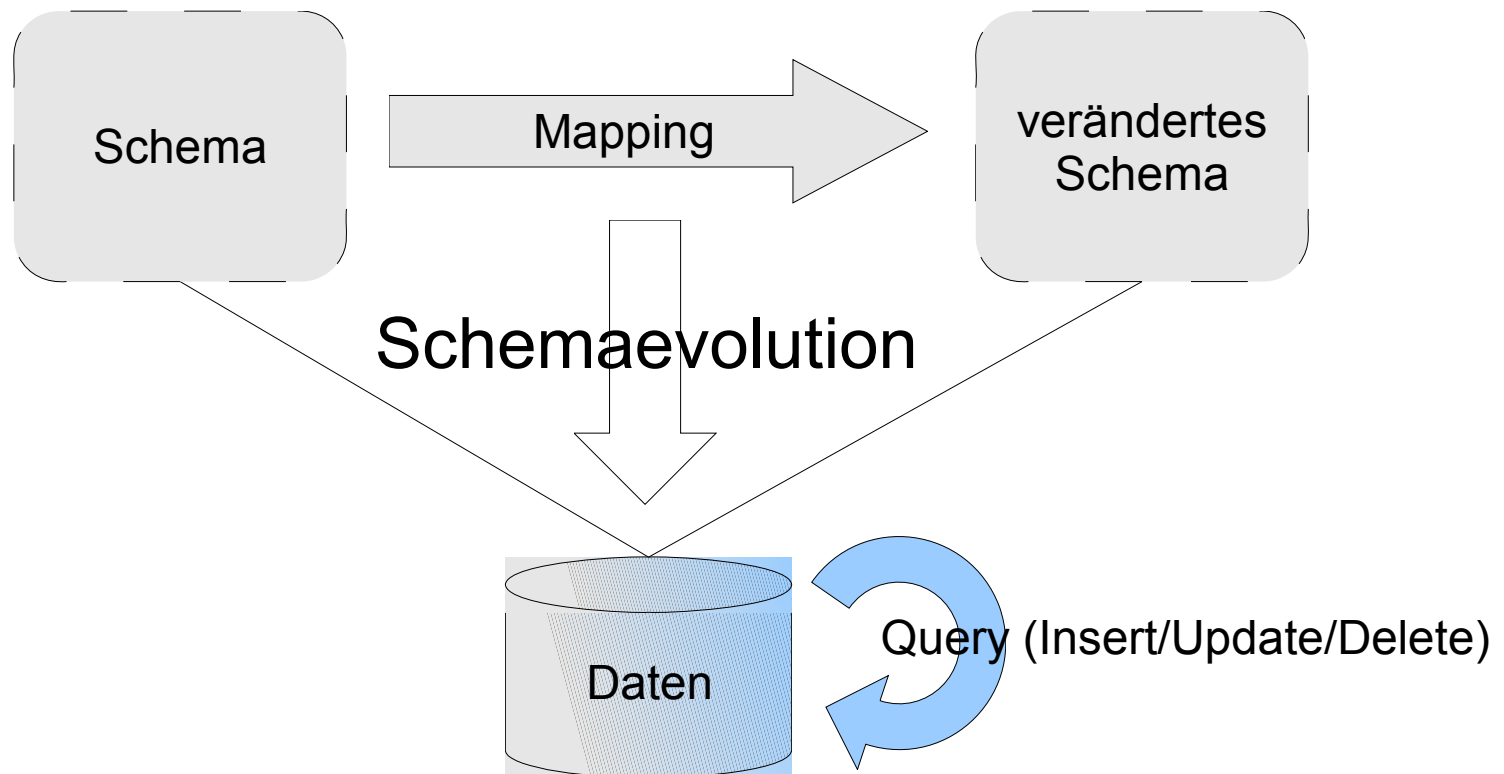 Schema
Mapping
verändertes
Schema
Schemaevolution
Query (Insert/Update/Delete)
Daten